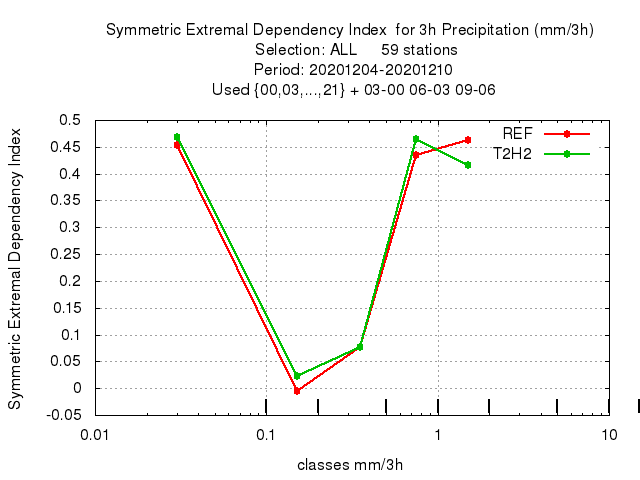 Symmetric Extremal Dependency Index  for 3h Precipitation (mm/3h)
Selection: ALL     59 stations
Period: 20201204-20201210
Used {00,03,...,21} + 03-00 06-03 09-06
Symmetric Extremal Dependency Index
0.5
0.45
0.4
0.35
0.3
0.25
0.2
0.15
0.1
0.05
0
-0.05
REF
T2H2
0.01 0.1 1 10
classes mm/3h